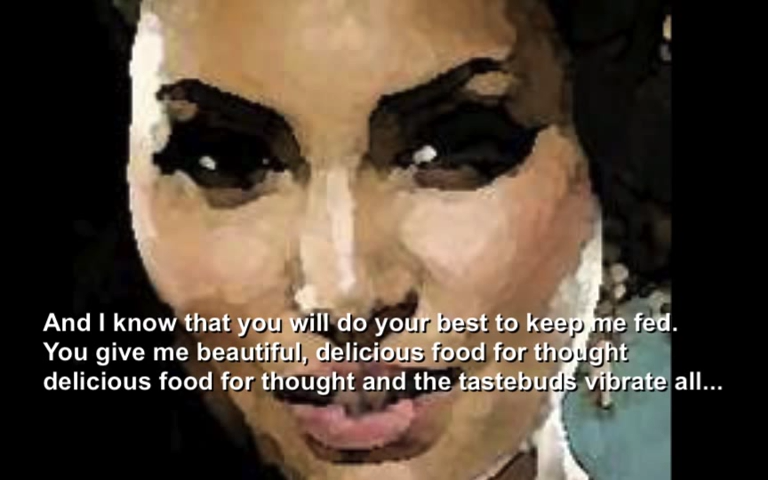 And I know that you will do your best to keep me fed.
You give me beautiful, delicious food for thought
delicious food for thought and the tastebuds vibrate all...